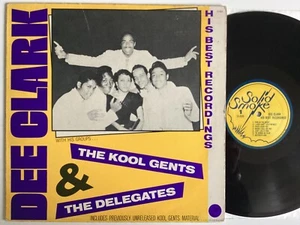 DEE CLARK
HIS BEST RECORDINGS
WITH HIS GROUPS...
THE KOOL GENTS
&
THE DELEGATES
INCLUDES PREVIOUSLY UNRELEASED KOOL GENTS MATERIAL
Solid
Smoke